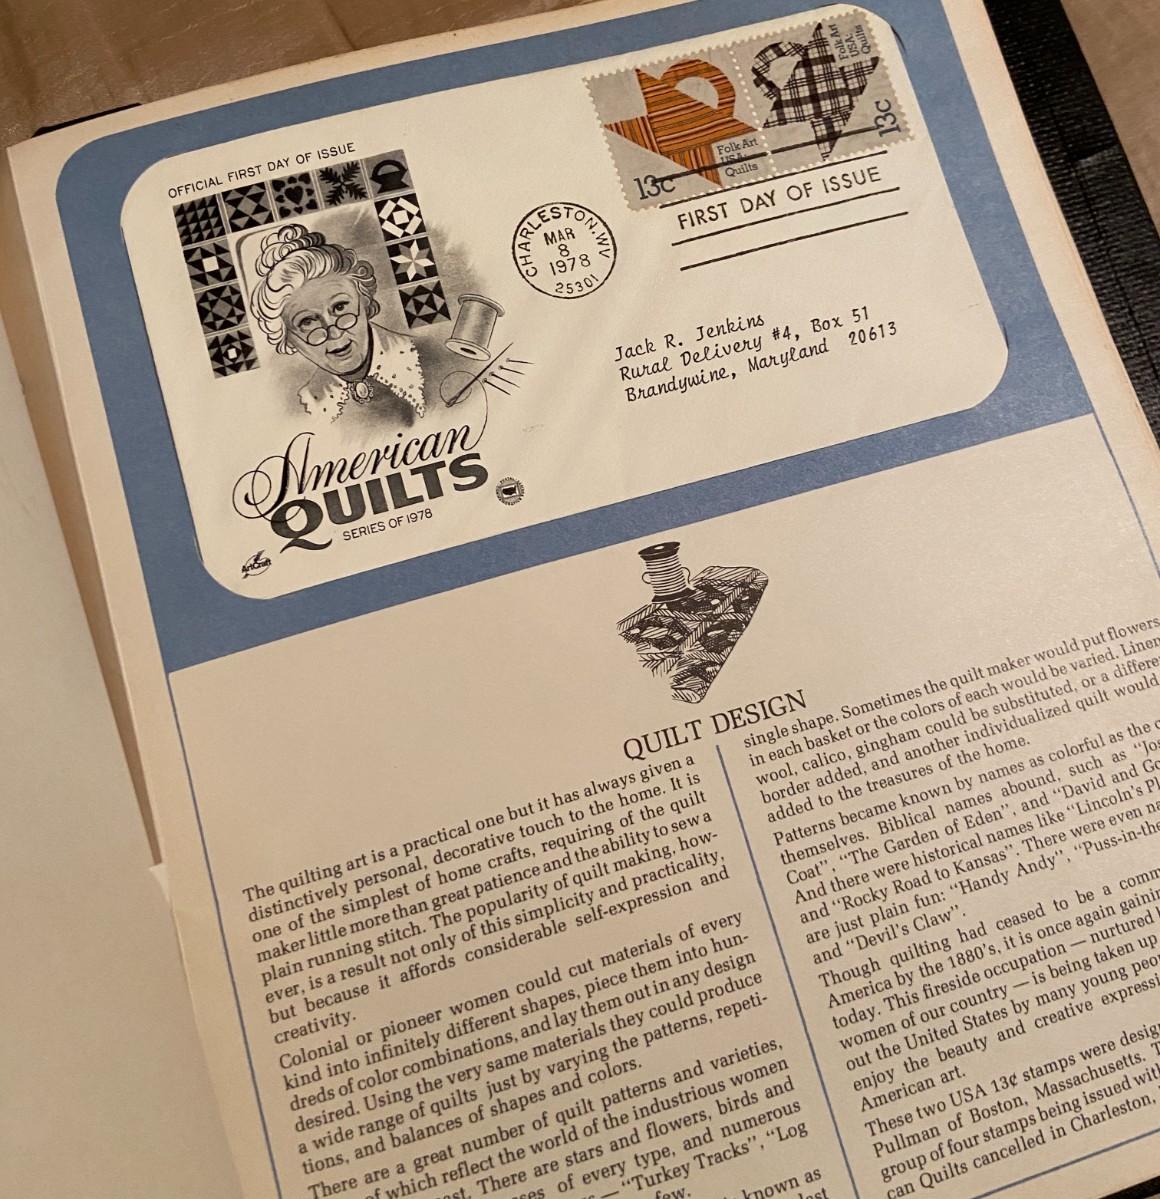 OFFICIAL FIRST DAY OF ISSUE
13c
Folk Art
USA:
Quilts
Folk Art
USA:
Quilts
13c
CHARLESTON, WV
MAR
8
1978
25301
FIRST DAY OF ISSUE
Jack R. Jenkins
Rural Delivery #4, Box 51
Brandywine, Maryland 20613
American
QUILTS
SERIES OF 1978
ArtCraft
QUILT DESIGN
The quilting art is a practical one but it has always given a
distinctively personal, decorative touch to the home. It is
one of the simplest of home crafts, requiring of the quilt
maker little more than great patience and the ability to sew a
plain running stitch. The popularity of quilt making, how-
ever, is a result not only of this simplicity and practicality,
but because it affords considerable self-expression and
creativity.
Colonial or pioneer women could cut materials of every
kind into infinitely different shapes, piece them into hun-
dreds of color combinations, and lay them out in any design
desired. Using the very same materials they could produce
a wide range of quilts just by varying the patterns, repeti-
tions, and balances of shapes and colors.
There are a great number of quilt patterns and varieties,
of which reflect the world of the industrious women
There are stars and flowers, birds and
of every type, and numerous
— "Turkey Tracks", "Log
few.
known as
single shape. Sometimes the quilt maker would put flowers
in each basket or the colors of each would be varied. Linen,
wool, calico, gingham could be substituted, or a
border added, and another individualized quilt would
added to the treasures of the home.
Patterns became known by names as colorful as the
themselves. Biblical names abound, such as
Coat", "The Garden of Eden", and "David and
And there were historical names like "Lincoln's
and "Rocky Road to Kansas". There were even
are just plain fun: "Handy Andy",
and "Devil's Claw".
Though quilting had ceased to be a
America by the 1880's, it is once again
today. This fireside occupation — nurtured
women of our country — is being taken up
out the United States by many young
enjoy the beauty and creative
American art.
These two USA 13¢ stamps were
Pullman of Boston, Massachusetts.
group of four stamps being issued
can Quilts cancelled in Charleston,